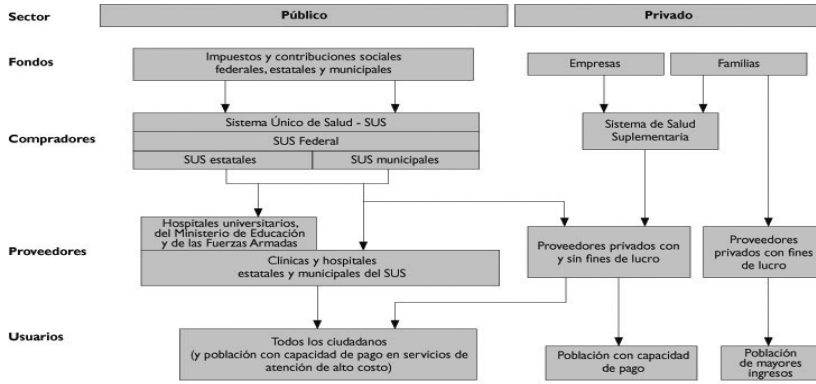 Sector
Público
Privado
Fondos
Impuestos y contribuciones sociales
federales, estatales y municipales
Empresas
Familias
Compradores
Sistema Único de Salud - SUS
SUS Federal
SUS estatales
SUS municipales
Sistema de Salud
Suplementaria
Proveedores
Hospitales universitarios,
del Ministerio de Educación
y de las Fuerzas Armadas
Clínicas y hospitales
estatales y municipales del SUS
Proveedores privados con
y sin fines de lucro
Proveedores
privados con fines
de lucro
Usuarios
Todos los ciudadanos
(y población con capacidad de pago en servicios de
atención de alto costo)
Población con capacidad
de pago
Población
de mayores
ingresos